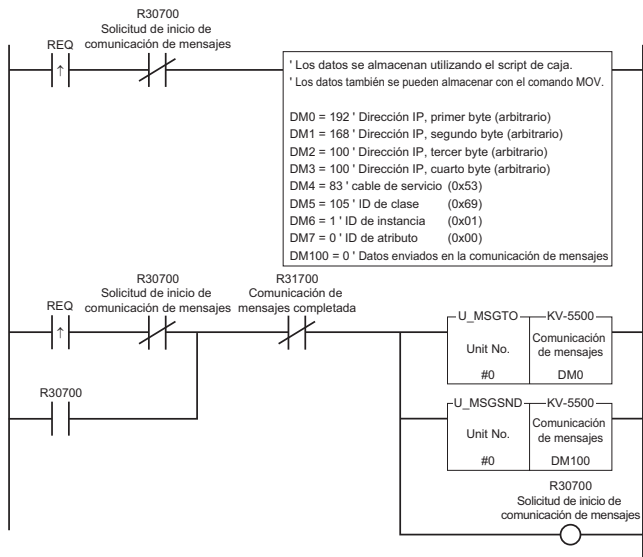 R30700
Solicitud de inicio de
comunicación de mensajes
REQ
↑
' Los datos se almacenan utilizando el script de caja.
' Los datos también se pueden almacenar con el comando MOV.
DM0 = 192 ' Dirección IP, primer byte (arbitrario)
DM1 = 168 ' Dirección IP, segundo byte (arbitrario)
DM2 = 100 ' Dirección IP, tercer byte (arbitrario)
DM3 = 100 ' Dirección IP, cuarto byte (arbitrario)
DM4 = 83 ' cable de servicio (0x53)
DM5 = 105 ' ID de clase (0x69)
DM6 = 1 ' ID de instancia (0x01)
DM7 = 0 ' ID de atributo (0x00)
DM100 = 0 ' Datos enviados en la comunicación de mensajes
R30700
Solicitud de inicio de
comunicación de mensajes
REQ
↑
R31700
Comunicación de
mensajes completada
R30700
U_MSGTO KV-5500
Unit No.
Comunicación
de mensajes
#0 DM0
U_MSGSND KV-5500
Unit No.
Comunicación
de mensajes
#0 DM100
R30700
Solicitud de inicio de
comunicación de mensajes